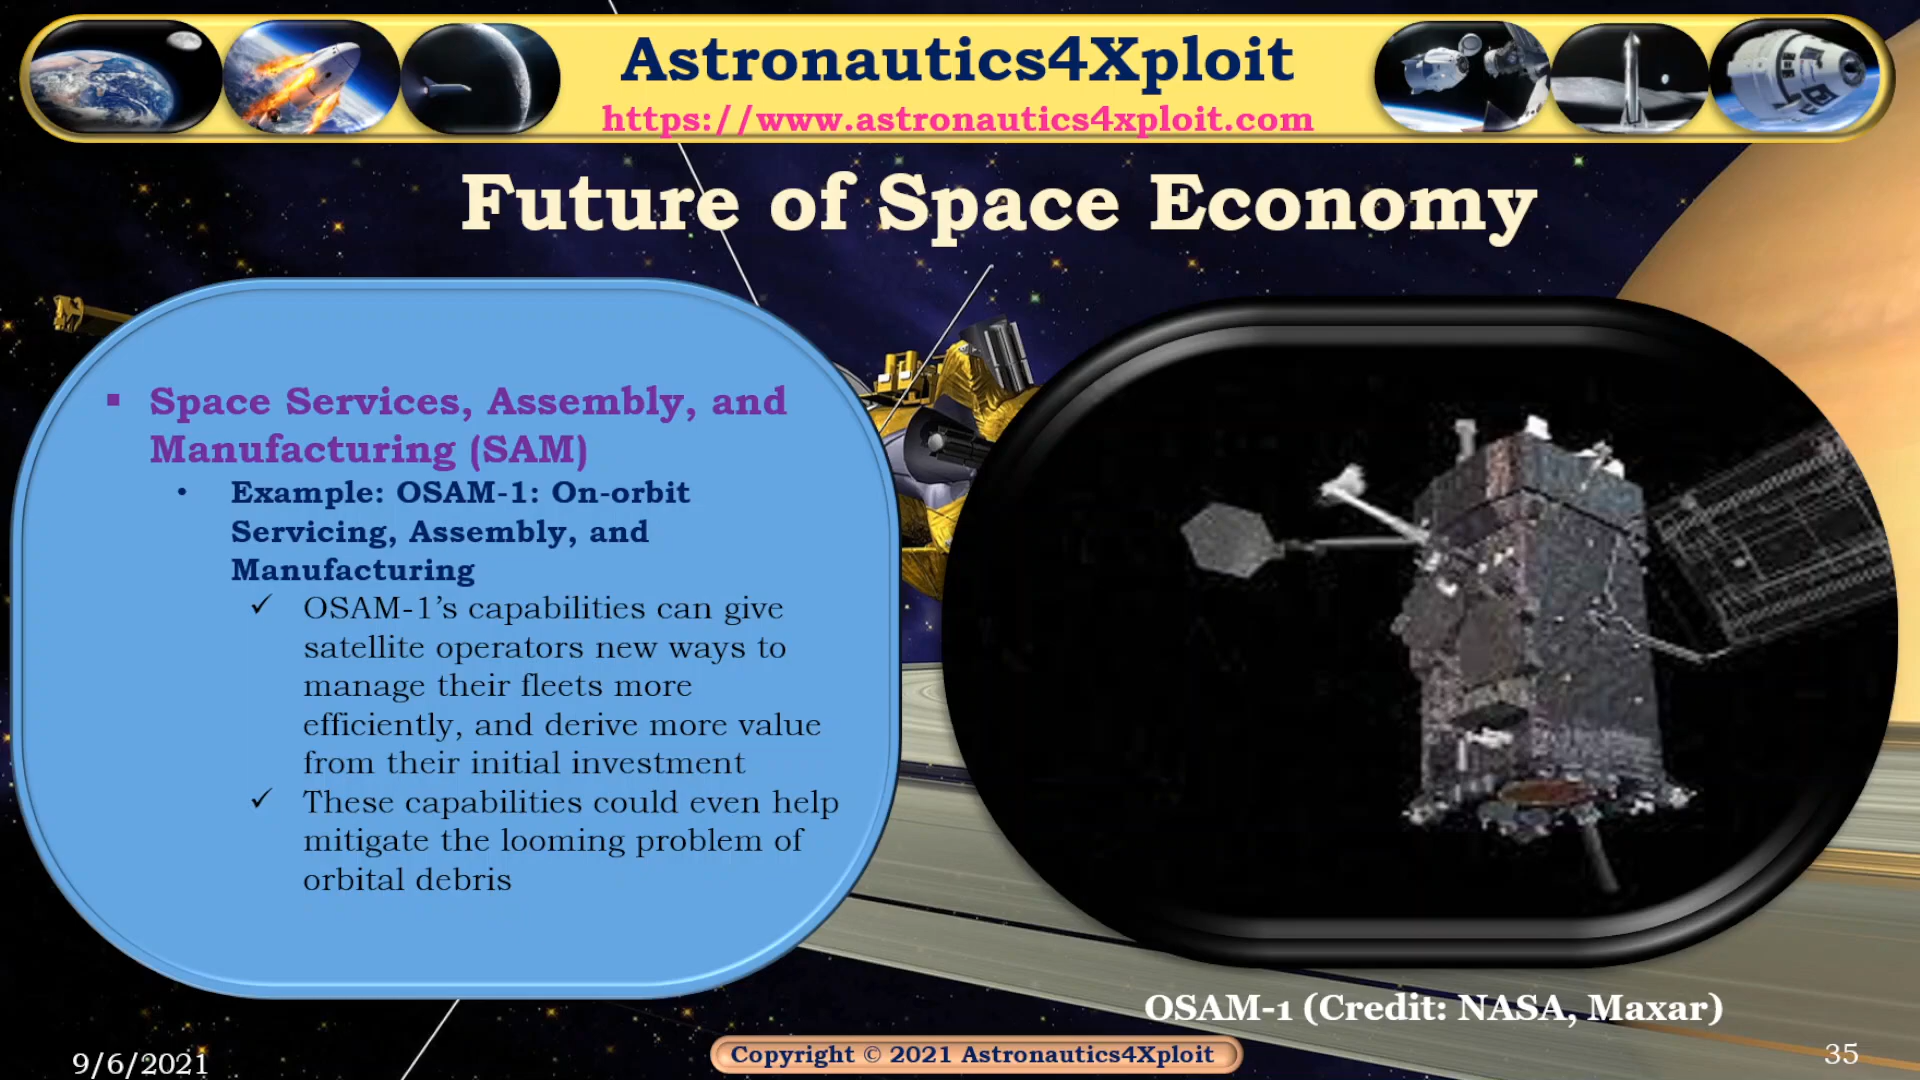 Astronautics4Xploit
https://www.astronautics4xploit.com
Future of Space Economy
▪ Space Services, Assembly, and
Manufacturing (SAM)
• Example: OSAM-1: On-orbit
Servicing, Assembly, and
Manufacturing
✓ OSAM-1’s capabilities can give
satellite operators new ways to
manage their fleets more
efficiently, and derive more value
from their initial investment
✓ These capabilities could even help
mitigate the looming problem of
orbital debris
OSAM-1 (Credit: NASA, Maxar)
9/6/2021
Copyright © 2021 Astronautics4Xploit
35